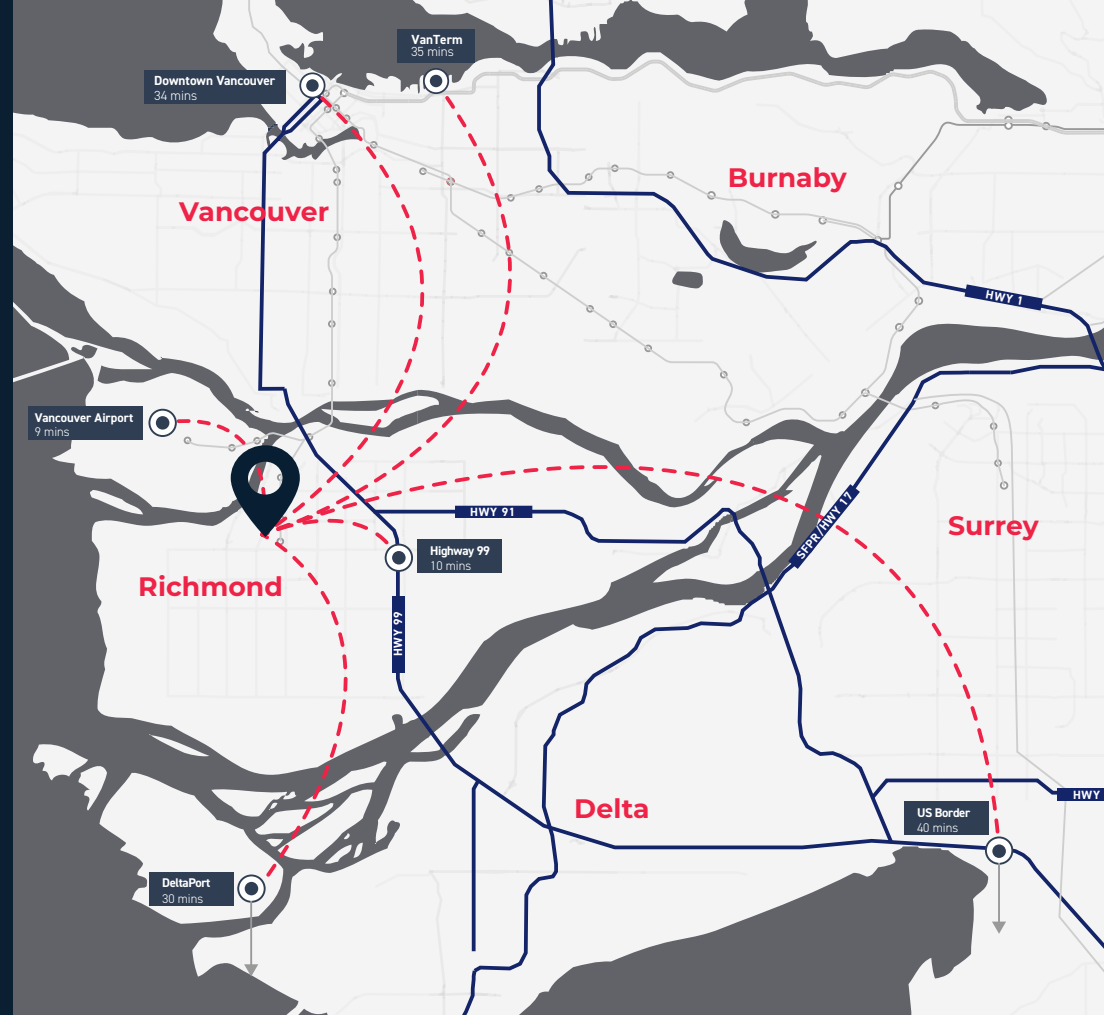 VanTerm
35 mins
Downtown Vancouver
34 mins
Burnaby
Vancouver
HWY 1
Vancouver Airport
9 mins
HWY 91
SFPR/HWY 17
Surrey
Highway 99
10 mins
Richmond
HWY 99
HWY
Delta
US Border
40 mins
DeltaPort
30 mins